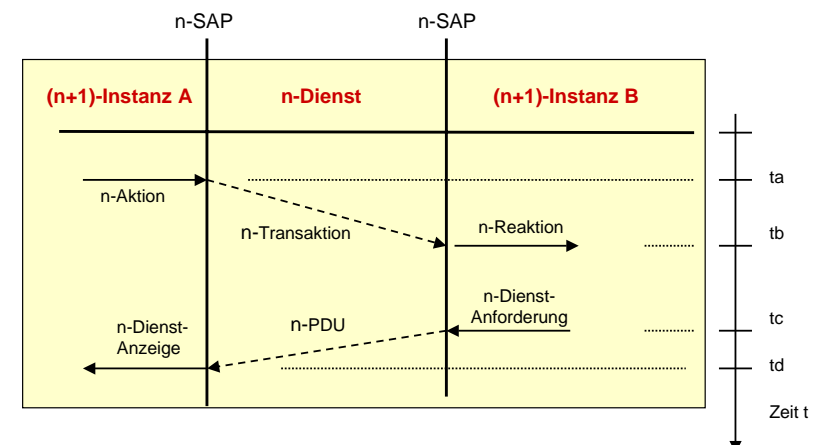 n-SAP
n-SAP
(n+1)-Instanz A
n-Dienst
(n+1)-Instanz B
n-Aktion
ta
n-Transaktion
n-Reaktion
tb
n-Dienst-
Anforderung
n-PDU
n-Dienst-
Anzeige
tc
td
Zeit t